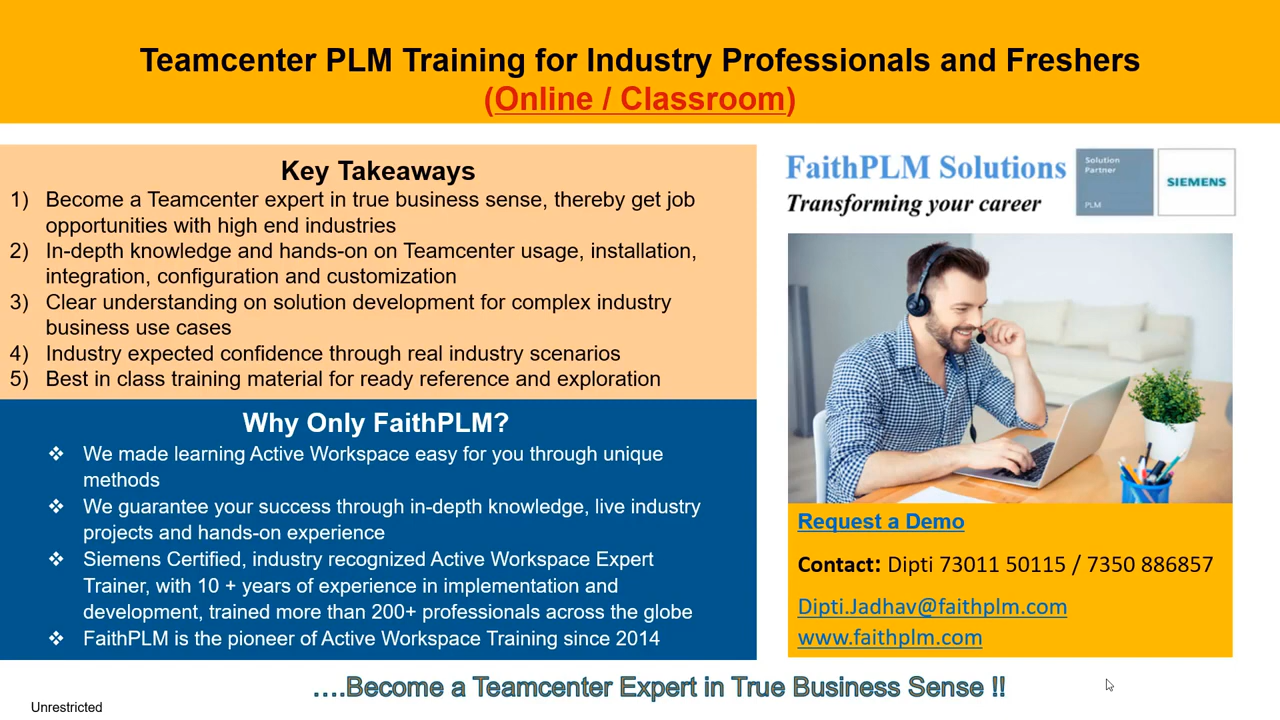 Teamcenter PLM Training for Industry Professionals and Freshers
(Online / Classroom)
Key Takeaways
1) Become a Teamcenter expert in true business sense, thereby get job
opportunities with high end industries
2) In-depth knowledge and hands-on on Teamcenter usage, installation,
integration, configuration and customization
3) Clear understanding on solution development for complex industry
business use cases
4) Industry expected confidence through real industry scenarios
5) Best in class training material for ready reference and exploration
Why Only FaithPLM?
❖ We made learning Active Workspace easy for you through unique
methods
❖ We guarantee your success through in-depth knowledge, live industry
projects and hands-on experience
❖ Siemens Certified, industry recognized Active Workspace Expert
Trainer, with 10 + years of experience in implementation and
development, trained more than 200+ professionals across the globe
❖ FaithPLM is the pioneer of Active Workspace Training since 2014
FaithPLM Solutions
Transforming your career
Solution
Partner
PLM
SIEMENS
Request a Demo
Contact: Dipti 73011 50115 / 7350 886857
Dipti.Jadhav@faithplm.com
www.faithplm.com
....Become a Teamcenter Expert in True Business Sense !!
Unrestricted